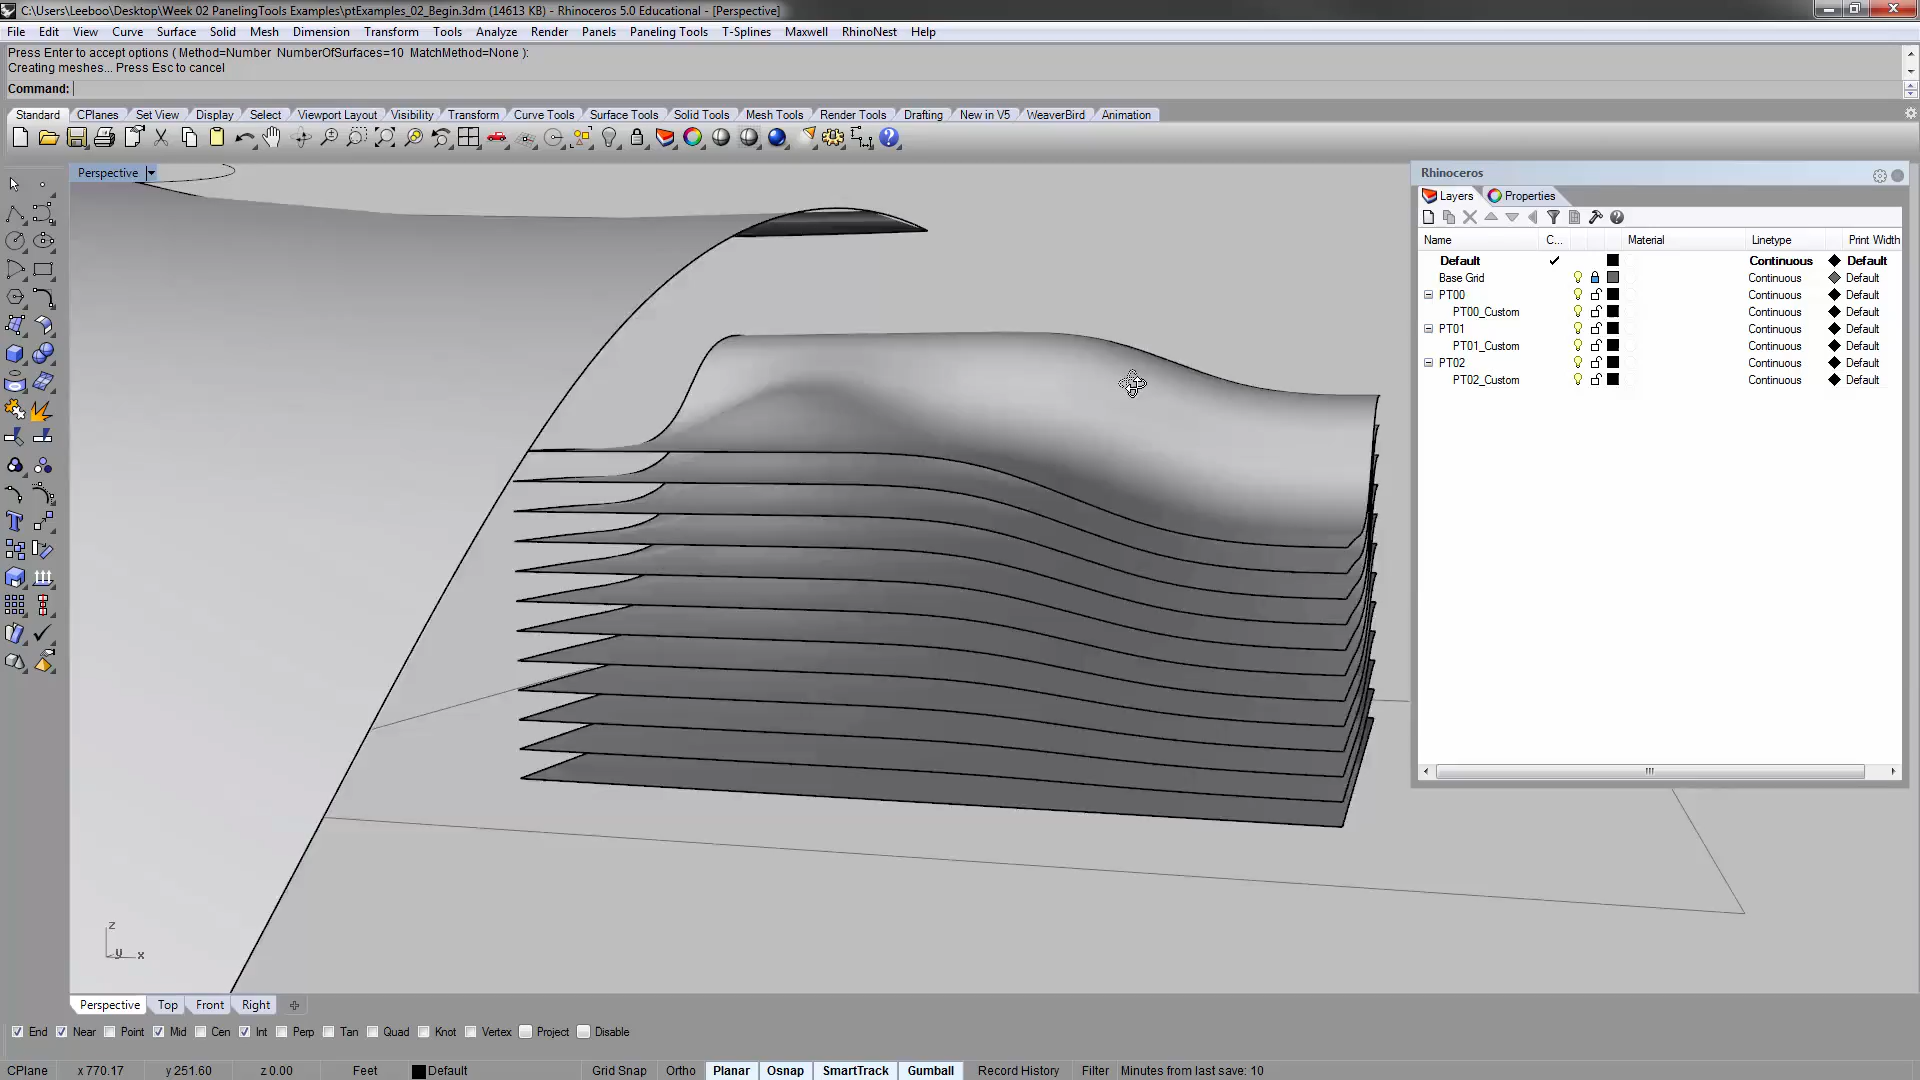 C:\Users\Leeboo\Desktop\Week 02 PanelingTools Examples\ptExamples_02_Begin.3dm (14613 KB) - Rhinoceros 5.0 Educational - [Perspective]
File Edit View Curve Surface Solid Mesh Dimension Transform Tools Analyze Render Panels Paneling Tools T-Splines Maxwell RhinoNest Help
Press Enter to accept options ( Method=Number NumberOfSurfaces=10 MatchMethod=None ):
Creating meshes... Press Esc to cancel
Command:
Standard CPlanes Set View Display Select Viewport Layout Visibility Transform Curve Tools Surface Tools Solid Tools Mesh Tools Render Tools Drafting New in V5 WeaverBird Animation
Perspective
Rhinoceros
Layers Properties
Name C... Material Linetype Print Width
Default Continuous Default
Base Grid Continuous Default
PT00 Continuous Default
PT00_Custom Continuous Default
PT01 Continuous Default
PT01_Custom Continuous Default
PT02 Continuous Default
PT02_Custom Continuous Default
z
y x
Perspective Top Front Right
End Near Point Mid Cen Int Perp Tan Quad Knot Vertex Project Disable
CPlane x 770.17 y 251.60 z 0.00 Feet Default Grid Snap Ortho Planar Osnap SmartTrack Gumball Record History Filter Minutes from last save: 10